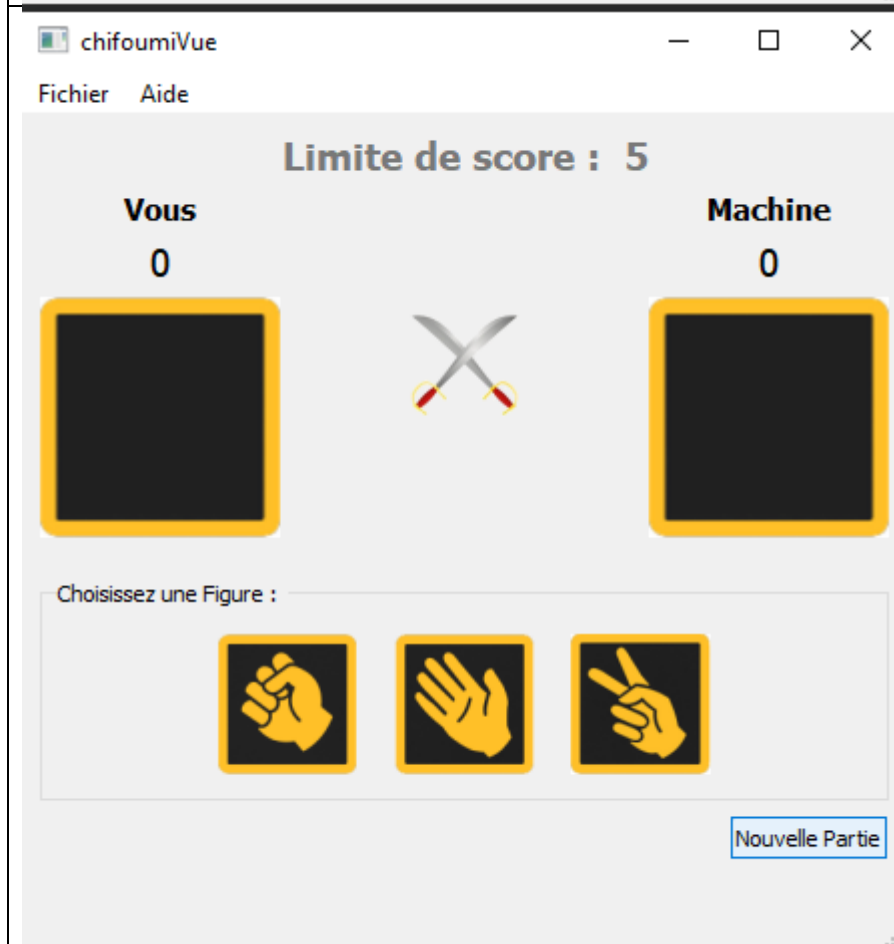 chifoumiVue
Fichier Aide
Limite de score : 5
Vous Machine
0 0
Choisissez une Figure :
Nouvelle Partie